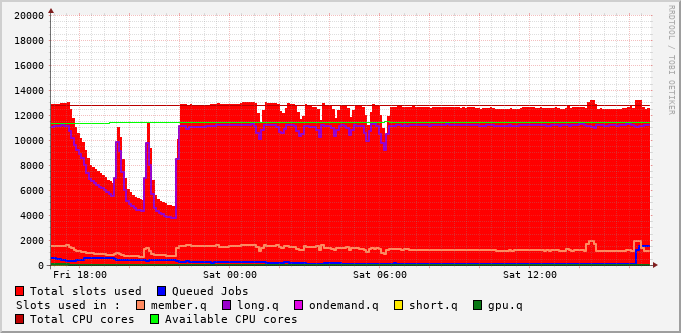 20000
18000
16000
14000
12000
10000
8000
6000
4000
2000
0
Fri 18:00 Sat 00:00 Sat 06:00 Sat 12:00
RRDTOOL / TOBI OETIKER
Total slots used Queued Jobs
Slots used in : member.q long.q ondemand.q short.q gpu.q
Total CPU cores Available CPU cores